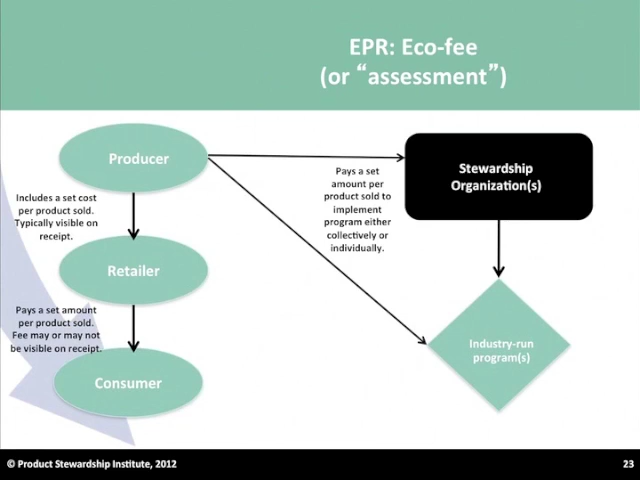 EPR: Eco-fee
(or “assessment”)
Producer
Stewardship
Organization(s)
Includes a set cost
per product sold.
Typically visible on
receipt.
Pays a set
amount per
product sold to
implement
program either
collectively or
individually.
Retailer
Pays a set amount
per product sold.
Fee may or may not
be visible on receipt.
Industry-run
program(s)
Consumer
© Product Stewardship Institute, 2012
23